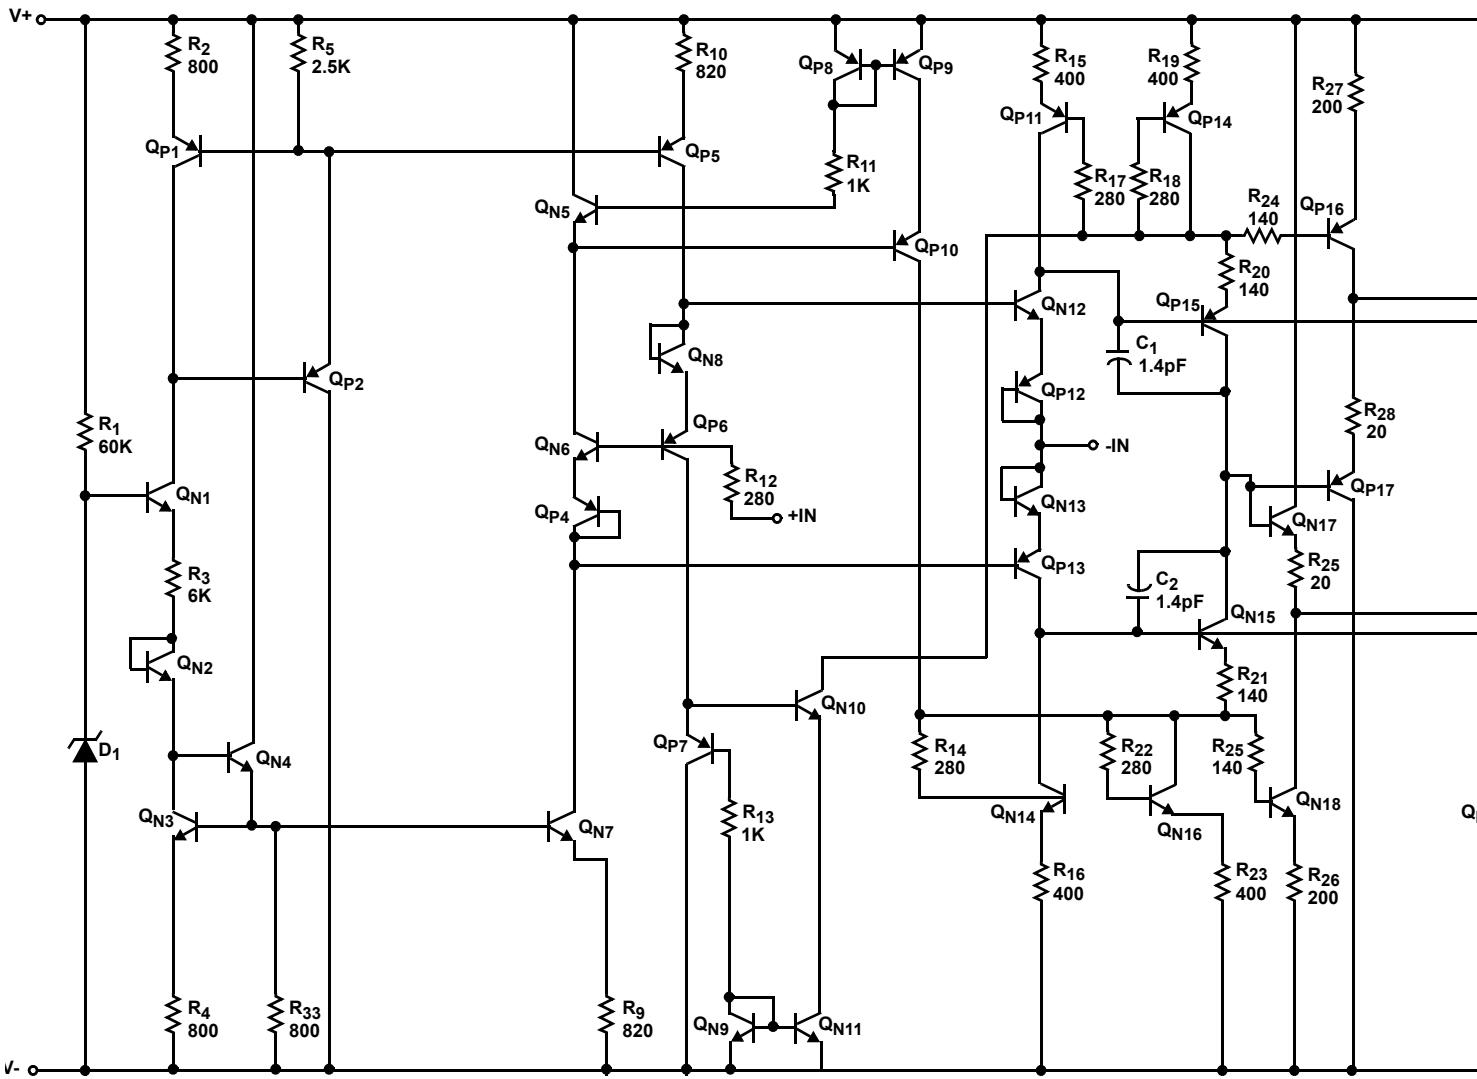 V+
R2
800
R5
2.5K
R10
820
QP8
QP9
R15
400
R19
400
R27
200
QP1
QP5
QP11
QP14
R11
1K
R17
280
R18
280
R24
140
QP16
QN5
QP10
R20
140
QP15
QN12
QN8
C1
1.4pF
QP2
QP12
R1
60K
QP6
R28
20
QN6
-IN
R12
280
QN1
QN13
QP17
QP4
+IN
QN17
R3
6K
QP13
R25
20
C2
1.4pF
QN15
QN2
R21
140
QN10
D1
QN4
QP7
R14
280
R22
280
R25
140
QN3
QN7
R13
1K
QN14
QN16
QN18
Q
R16
400
R23
400
R26
200
R4
800
R33
800
R9
820
QN9
QN11
V-